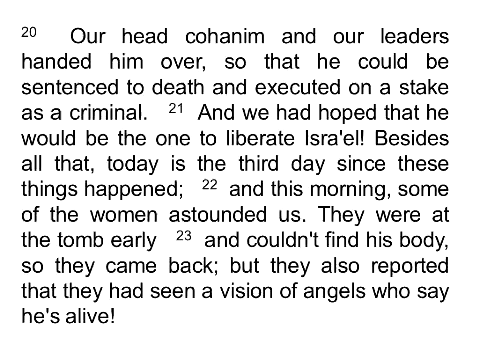 20 Our head cohanim and our leaders
handed him over, so that he could be
sentenced to death and executed on a stake
as a criminal. 21 And we had hoped that he
would be the one to liberate Isra'el! Besides
all that, today is the third day since these
things happened; 22 and this morning, some
of the women astounded us. They were at
the tomb early 23 and couldn't find his body,
so they came back; but they also reported
that they had seen a vision of angels who say
he's alive!